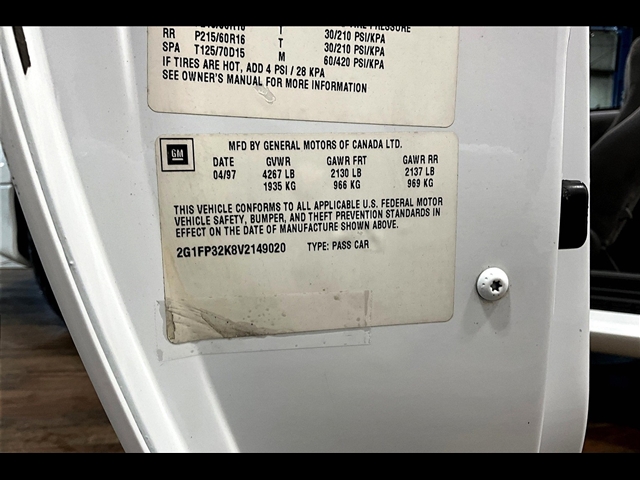 RR P215/60R16 T 30/210 PSI/KPA
SPA T125/70D15 M 60/420 PSI/KPA
IF TIRES ARE HOT, ADD 4 PSI / 28 KPA
SEE OWNER'S MANUAL FOR MORE INFORMATION
GM
MFD BY GENERAL MOTORS OF CANADA LTD.
DATE GVWR GAWR FRT GAWR RR
04/97 4267 LB 2130 LB 2137 LB
1935 KG 966 KG 969 KG
THIS VEHICLE CONFORMS TO ALL APPLICABLE U.S. FEDERAL MOTOR
VEHICLE SAFETY, BUMPER, AND THEFT PREVENTION STANDARDS IN
EFFECT ON THE DATE OF MANUFACTURE SHOWN ABOVE.
2G1FP32K8V2149020 TYPE: PASS CAR